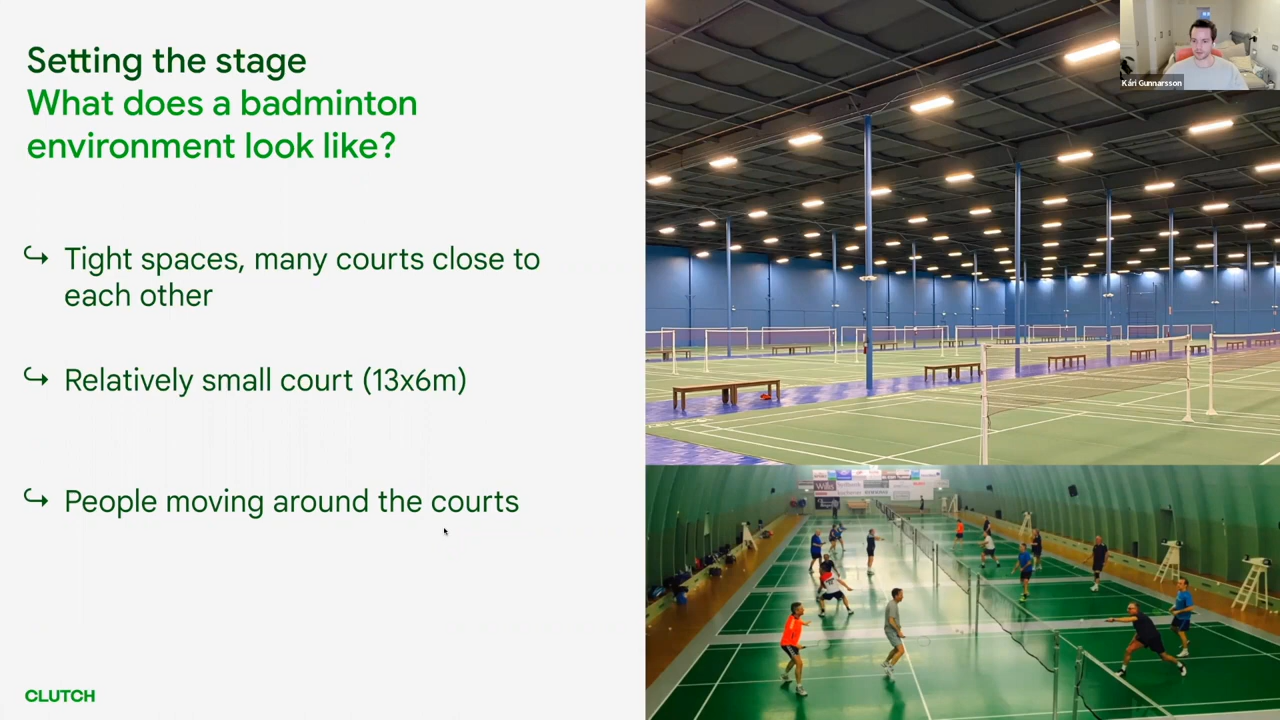 Setting the stage
What does a badminton
environment look like?
Tight spaces, many courts close to
each other
Relatively small court (13x6m)
People moving around the courts
CLUTCH
Kári Gunnarsson